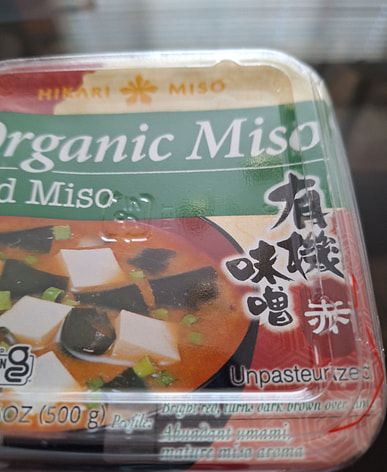 HIKARI MISO
Organic Miso
d Miso
有機
味噌
赤
Unpasteurized
OZ (500 g)
Profile: Bright red, turns dark brown over
Abundant umami,
mature miso aroma